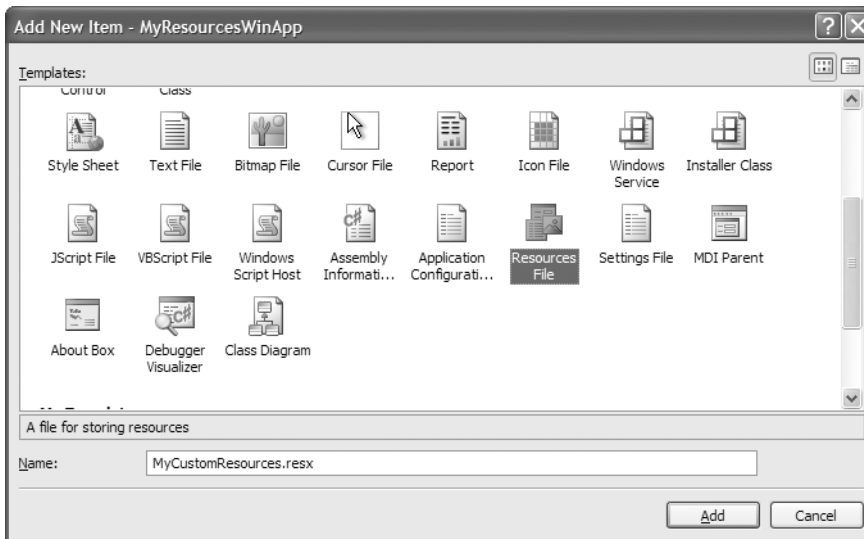 Add New Item - MyResourcesWinApp
Templates:
Control Class
Style Sheet
Text File
Bitmap File
Cursor File
Report
Icon File
Windows
Service
Installer Class
JScript File
VBScript File
Windows
Script Host
Assembly
Informati...
Application
Configurati...
Resources
File
Settings File
MDI Parent
About Box
Debugger
Visualizer
Class Diagram
A file for storing resources
Name:
MyCustomResources.resx
Add
Cancel